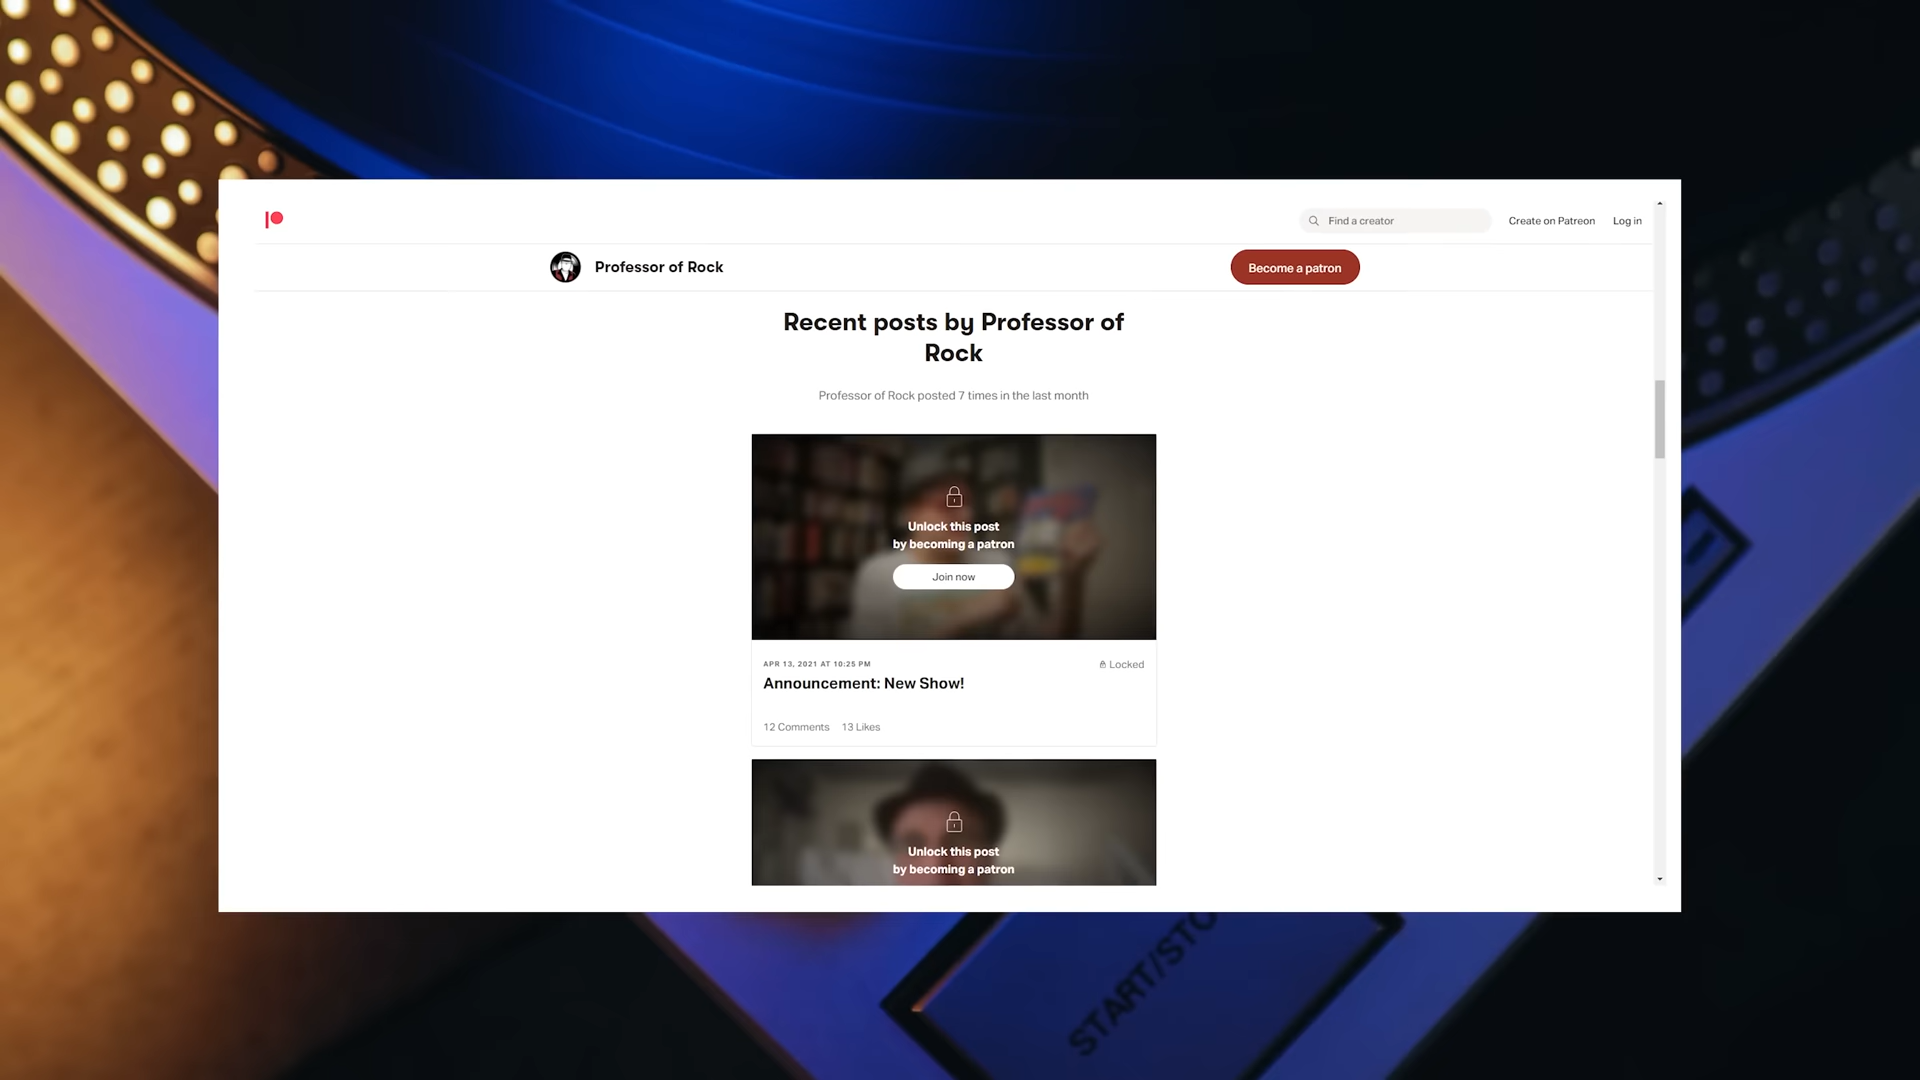 Find a creator
Create on Patreon
Log in
Professor of Rock
Become a patron
Recent posts by Professor of
Rock
Professor of Rock posted 7 times in the last month
Unlock this post
by becoming a patron
Join now
APR 13, 2021 AT 10:25 PM
Locked
Announcement: New Show!
12 Comments
13 Likes
Unlock this post
by becoming a patron
START/STO